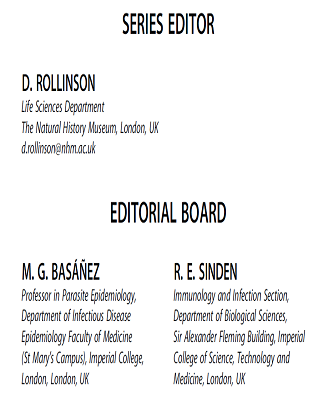 SERIES EDITOR
D. ROLLINSON
Life Sciences Department
The Natural History Museum, London, UK
d.rollinson@nhm.ac.uk
EDITORIAL BOARD
M. G. BASÁÑEZ
Professor in Parasite Epidemiology,
Department of Infectious Disease
Epidemiology Faculty of Medicine
(St Mary's Campus), Imperial College,
London, London, UK
R. E. SINDEN
Immunology and Infection Section,
Department of Biological Sciences,
Sir Alexander Fleming Building, Imperial
College of Science, Technology and
Medicine, London, UK